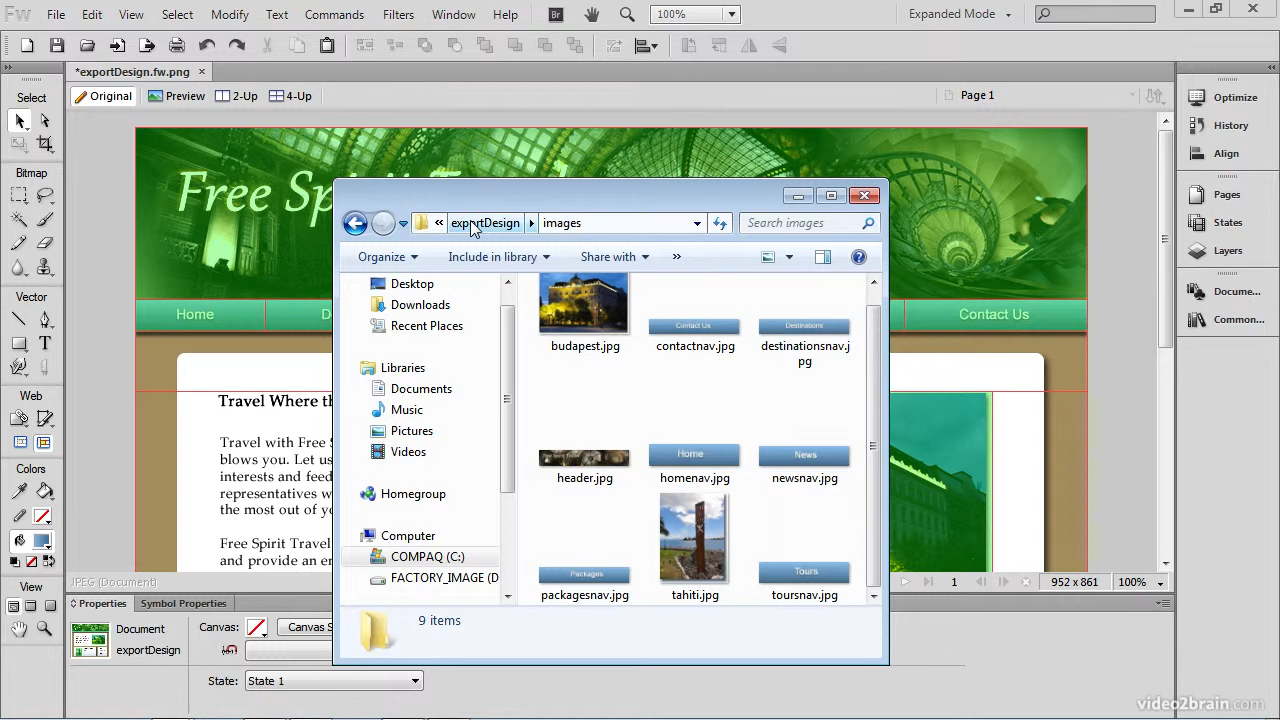 Fw File Edit View Select Modify Text Commands Filters Window Help Br 100% Expanded Mode
*exportDesign.fw.png ×
Original Preview 2-Up 4-Up Page 1
Select
Bitmap
Vector
Web
Colors
View
Optimize
History
Align
Pages
States
Layers
Docume...
Common...
Free Spirit T
Home
D
Contact Us
Travel Where th
Travel with Free S
blows you. Let us
interests and feed
representatives w
the most out of yo
Free Spirit Travel
and provide an e
« exportDesign images Search images
Organize Include in library Share with »
Desktop
Downloads
Recent Places
Libraries
Documents
Music
Pictures
Videos
Homegroup
Computer
COMPAQ (C:)
FACTORY_IMAGE (D
Contact Us
Destinations
budapest.jpg contactnav.jpg destinationsnav.j
pg
Free Spirit Travel
Home
News
header.jpg homenav.jpg newsnav.jpg
Packages
Tours
packagesnav.jpg tahiti.jpg toursnav.jpg
9 items
JPEG (Document) 1 952 x 861 100%
Properties Symbol Properties
Document
exportDesign
Canvas: Canvas S
State: State 1
video2brain.com